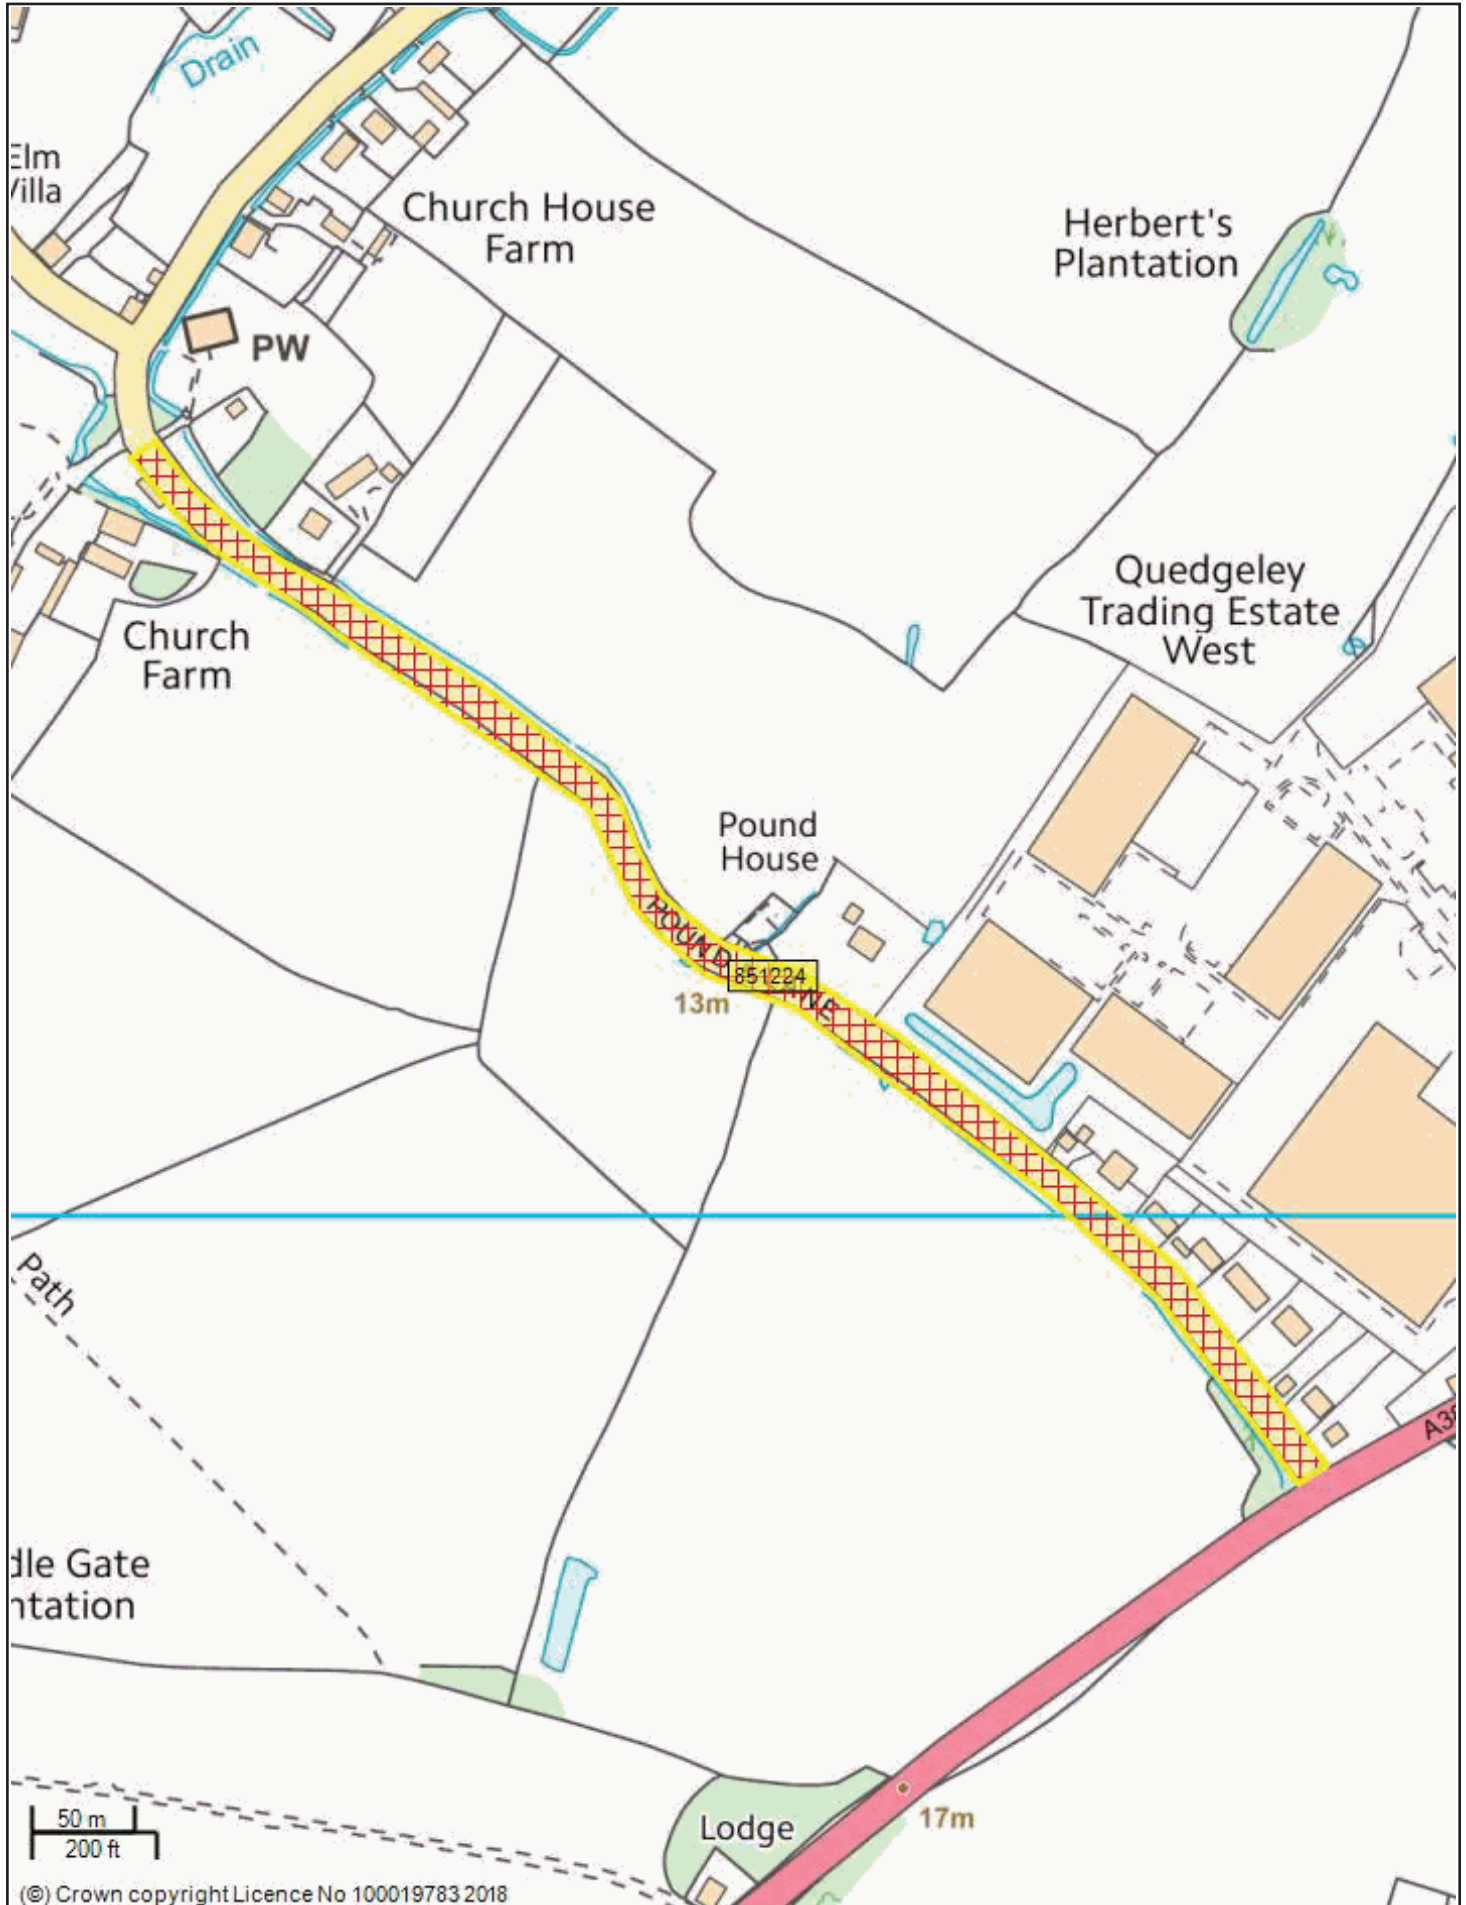 Drain
Elm
Villa
Church House
Farm
Herbert's
Plantation
PW
Quedgeley
Trading Estate
West
Church
Farm
Pound
House
POUND
851224
13m
Path
dle Gate
ntation
Lodge
17m
50 m
200 ft
(©) Crown copyright Licence No 100019783 2018